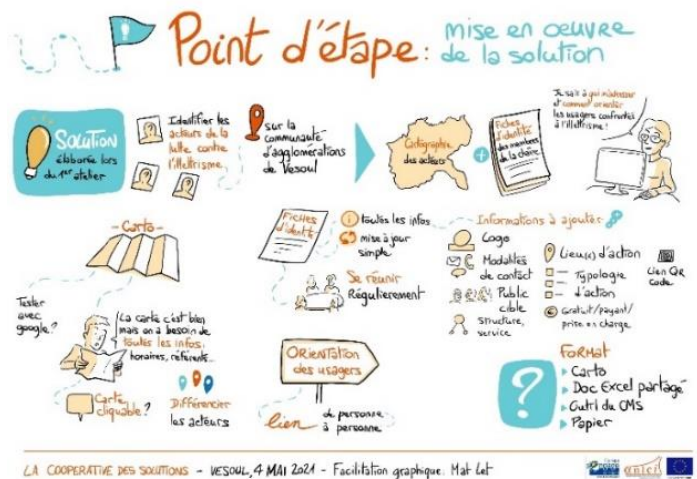 Point d'étape:
mise en oeuvre
de la solution
SOLUTION
élaborée lors
du 1er atelier
Identifier les
acteurs de la
lutte contre
l'illettrisme
sur la
communauté
d'agglomérations
de Vesoul
Cartographie
des acteurs
+
Fiches
d'identité
des membres
de la chaîne
Je sais à qui m'adresser
et comment orienter
les usagers confrontés
à l'illettrisme!
- Carto -
Tester
avec
google?
La carte c'est bien
mais on a besoin de
toutes les infos:
horaires, référents...
Carte
cliquable?
Différencier
les acteurs
Fiches
d'identité
toutes les infos
mise à jour
simple
Se réunir
Régulièrement
Informations à ajouter
Logo
Modalités
de contact
Public
cible
structure,
service
Lieu(x) d'action
Typologie
d'action
Gratuit/payant/
prise en charge
Lien QR
code
ORientation
des usagers
lien
de personne
à personne
?
FORMAT
Carto
Doc Excel partagé
Outil du CMS
Papier
LA COOPERATIVE DES SOLUTIONS - VESOUL, 4 MAI 2021 - Facilitation graphique: Mat Let